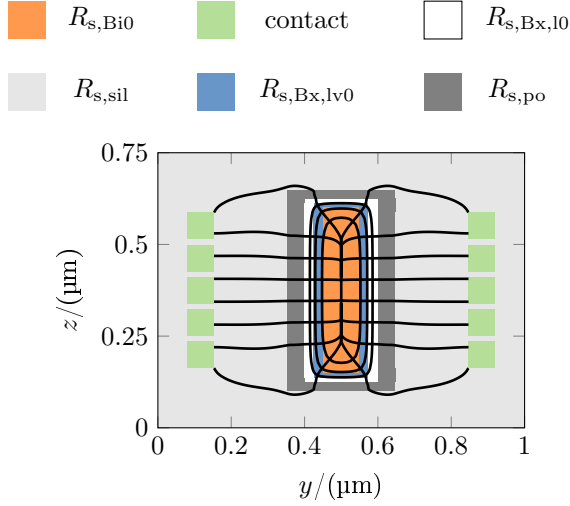 R_s,Bi0 contact R_s,Bx,l0
R_s,sil R_s,Bx,lv0 R_s,po
0.75
0.5
0.25
0
z/(µm)
0 0.2 0.4 0.6 0.8 1
y/(µm)